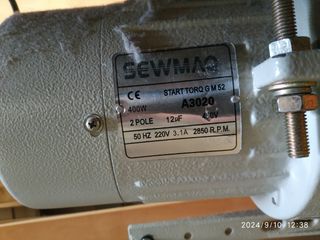 SEWMAQ
CE START TORQ G M 52
400W A3020
2 POLE 12µF 450V
50 HZ 220V 3.1A 2850 R.P.M.
2024/9/10 12:38